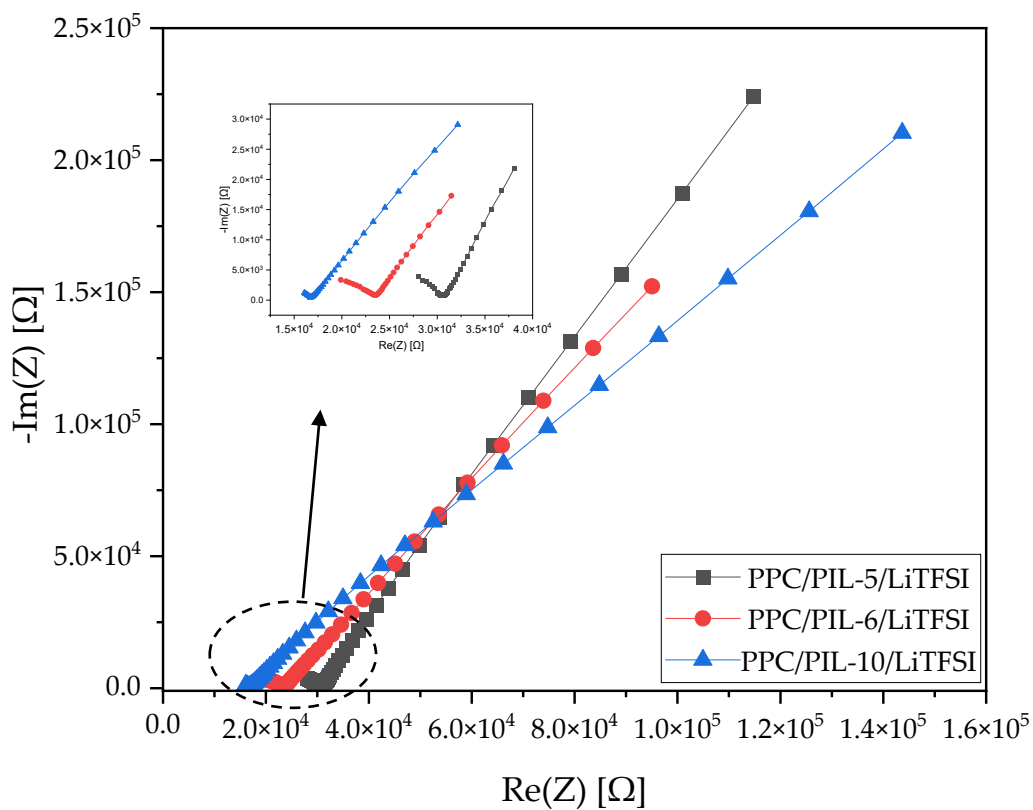 2.5×10⁵
2.0×10⁵
1.5×10⁵
1.0×10⁵
5.0×10⁴
0.0
-Im(Z) [Ω]
3.0×10⁴
2.5×10⁴
2.0×10⁴
1.5×10⁴
1.0×10⁴
5.0×10³
0.0
-Im(Z) [Ω]
1.5×10⁴ 2.0×10⁴ 2.5×10⁴ 3.0×10⁴ 3.5×10⁴ 4.0×10⁴
Re(Z) [Ω]
PPC/PIL-5/LiTFSI
PPC/PIL-6/LiTFSI
PPC/PIL-10/LiTFSI
0.0 2.0×10⁴ 4.0×10⁴ 6.0×10⁴ 8.0×10⁴ 1.0×10⁵ 1.2×10⁵ 1.4×10⁵ 1.6×10⁵
Re(Z) [Ω]